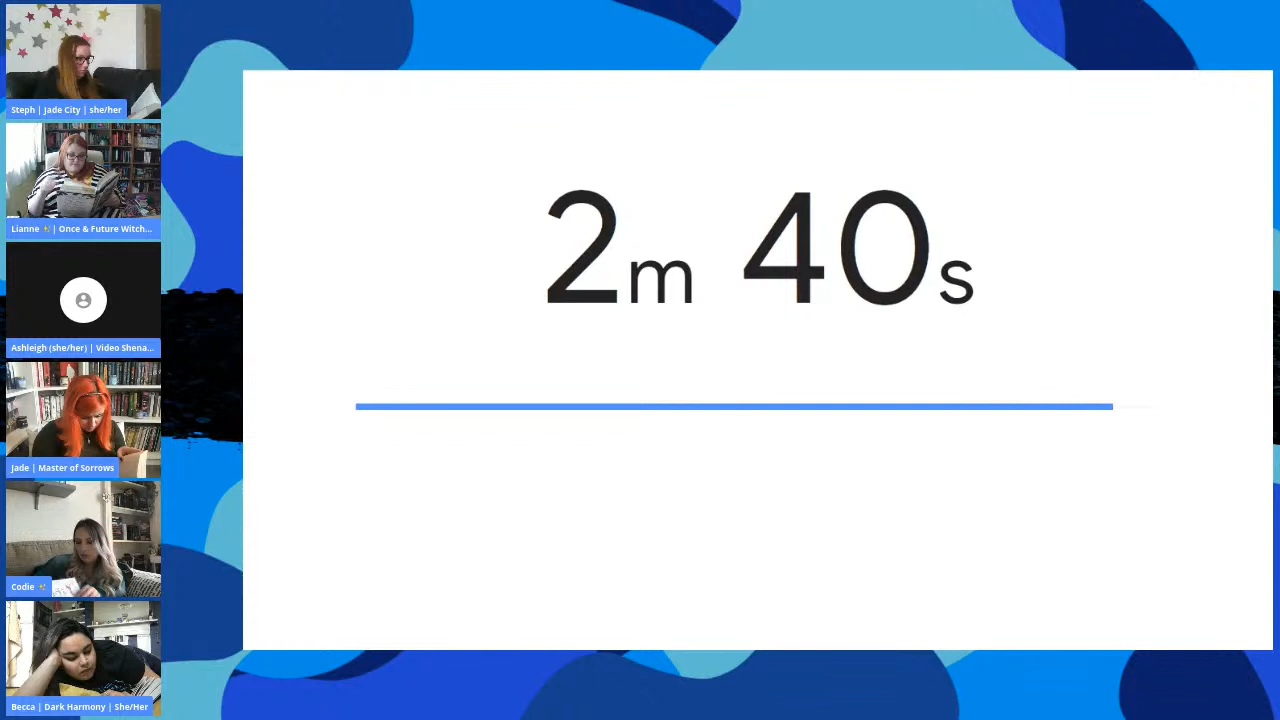 Steph | Jade City | she/her
Lianne ✨ | Once & Future Witch...
Ashleigh (she/her) | Video Shena...
Jade | Master of Sorrows
Codie ✨
Becca | Dark Harmony | She/Her
2m 40s